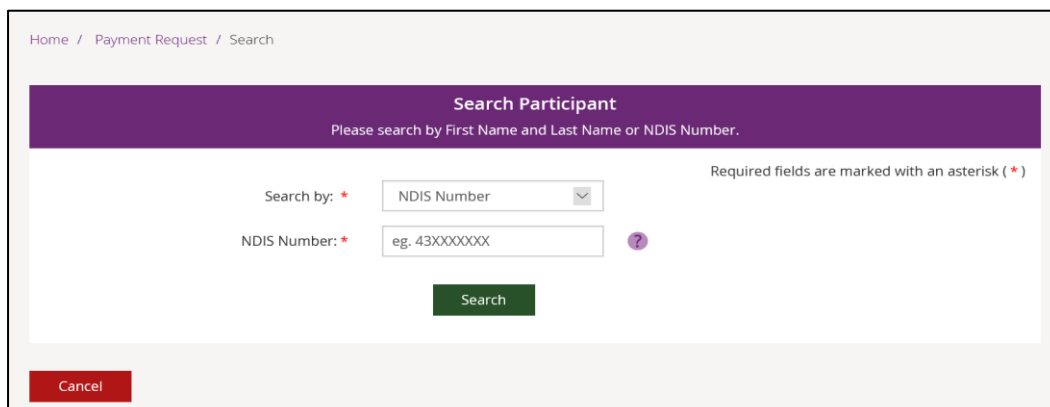 Home / Payment Request / Search
Search Participant
Please search by First Name and Last Name or NDIS Number.
Required fields are marked with an asterisk ( * )
Search by: * NDIS Number
NDIS Number: * eg. 43XXXXXXX ?
Search
Cancel